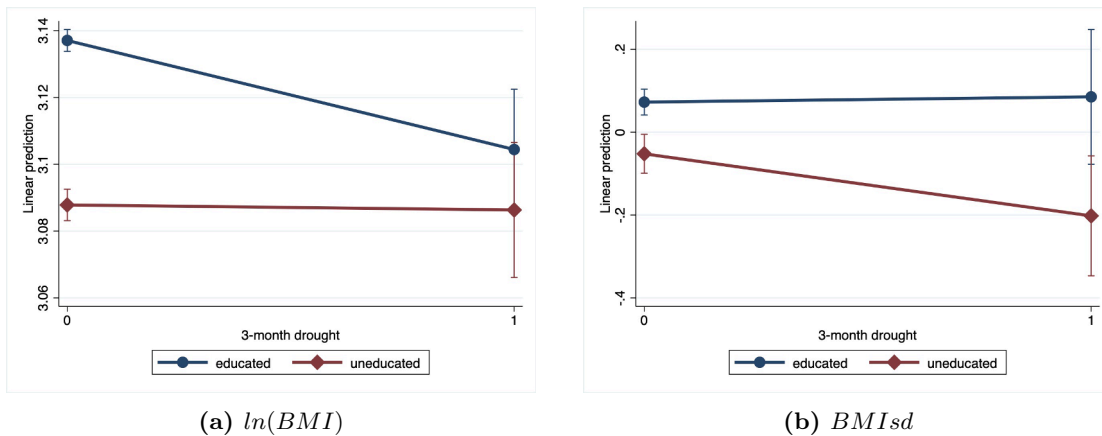 3.14
3.12
3.1
3.08
3.06
Linear prediction
0 1
3-month drought
educated uneducated
(a) ln(BMI)
.2
0
-.2
-.4
Linear prediction
0 1
3-month drought
educated uneducated
(b) BMIsd